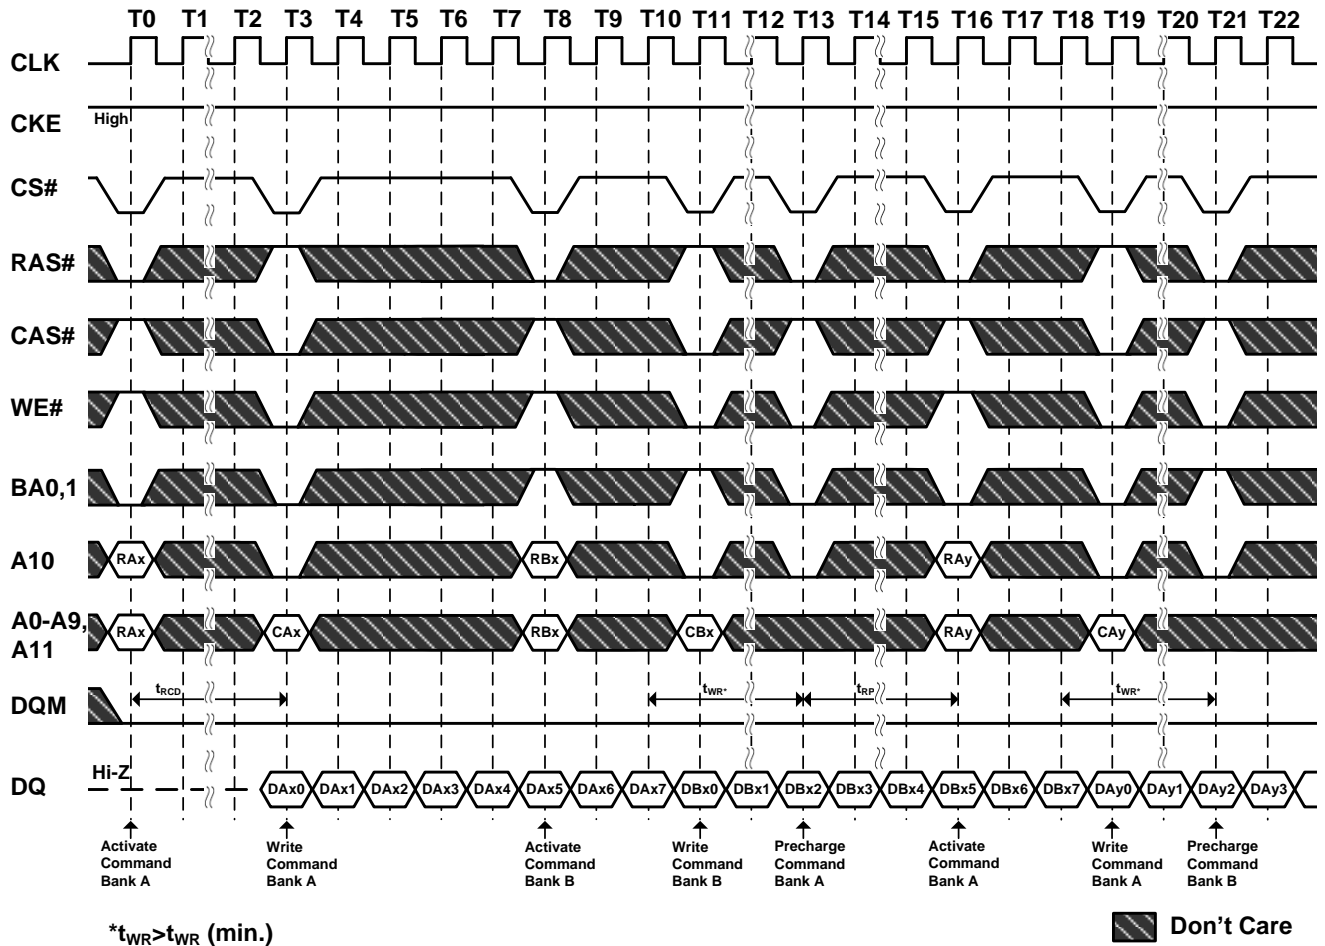 T0 T1 T2 T3 T4 T5 T6 T7 T8 T9 T10 T11 T12 T13 T14 T15 T16 T17 T18 T19 T20 T21 T22
CLK
CKE High
CS#
RAS#
CAS#
WE#
BA0,1
A10 RAx RBx RAy
A0-A9, A11 RAx CAx RBx CBx RAy CAy
DQM tRCD tWR* tRP tWR*
DQ Hi-Z DAx0 DAx1 DAx2 DAx3 DAx4 DAx5 DAx6 DAx7 DBx0 DBx1 DBx2 DBx3 DBx4 DBx5 DBx6 DBx7 DAy0 DAy1 DAy2 DAy3
Activate Command Bank A
Write Command Bank A
Activate Command Bank B
Write Command Bank B
Precharge Command Bank A
Activate Command Bank A
Write Command Bank A
Precharge Command Bank B
*tWR>tWR (min.)
Don't Care